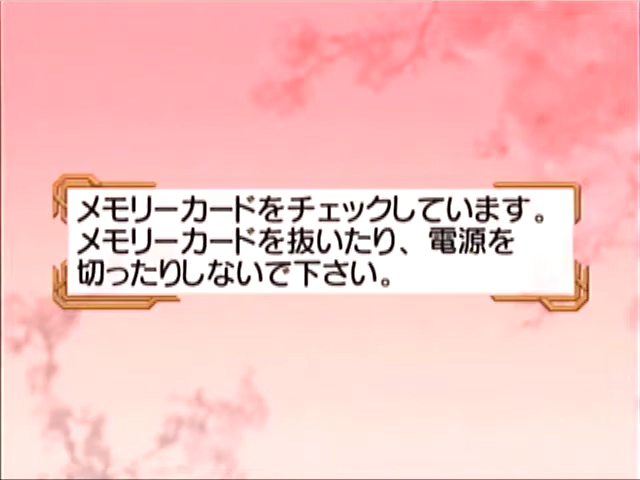 メモリーカードをチェックしています。
メモリーカードを抜いたり、電源を
切ったりしないで下さい。